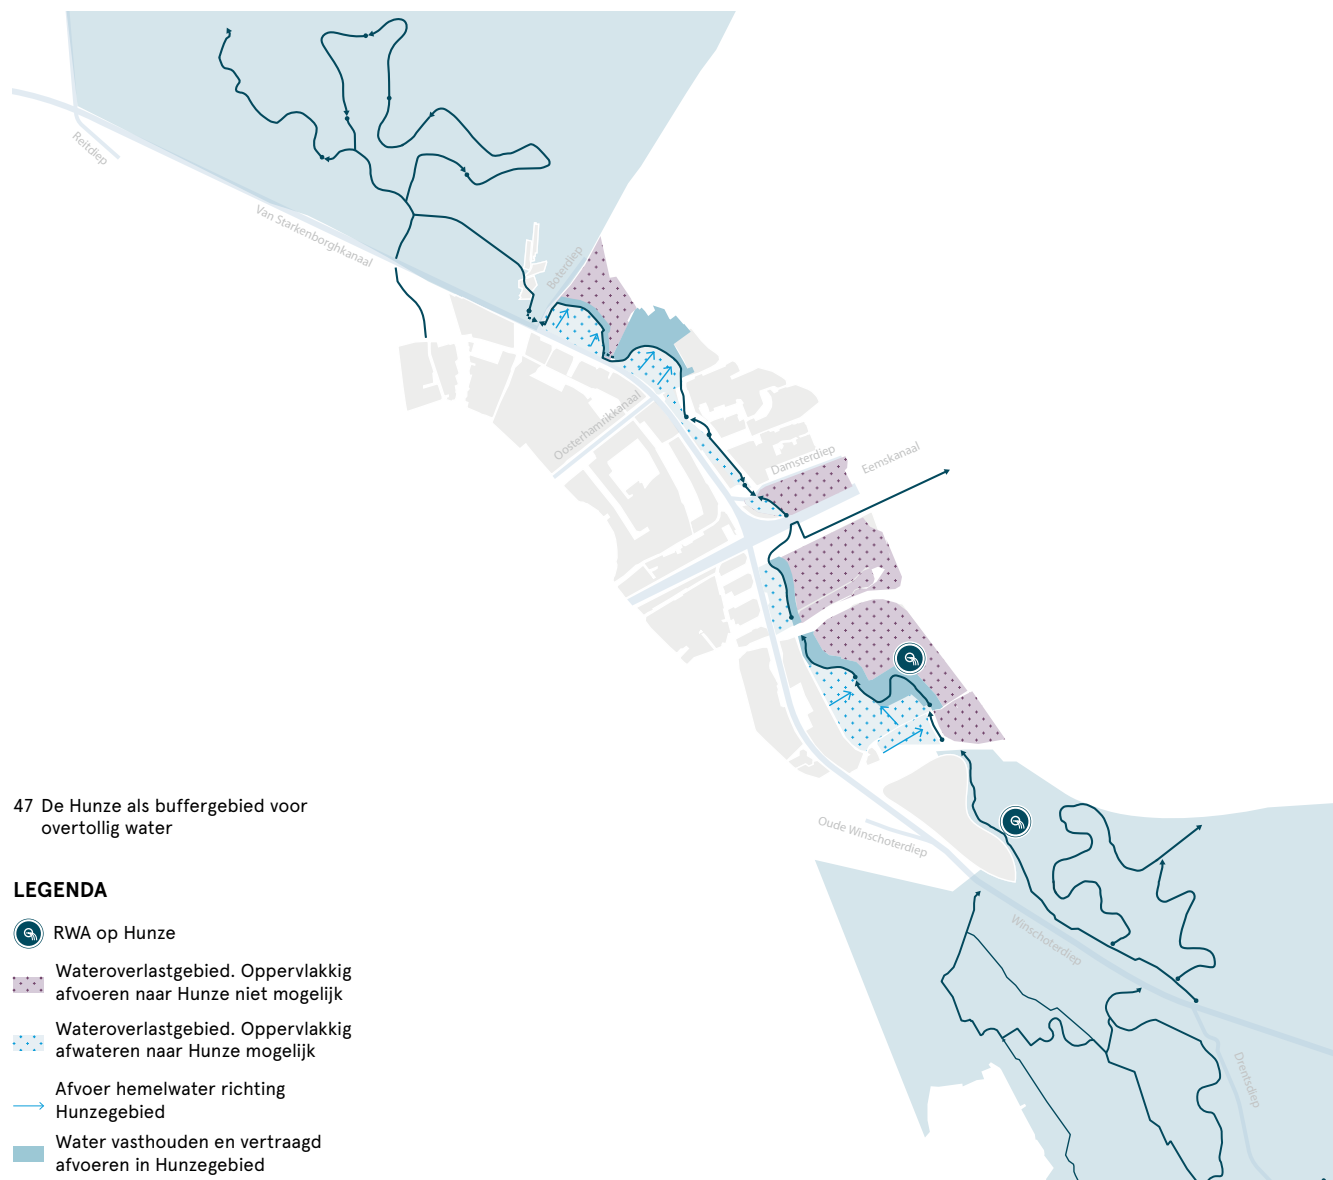 Reitdiep
Van Starkenborghkanaal
Boterdiep
Oosterhamrikkanaal
Damsterdiep
Eemskanaal
Oude Winschoterdiep
Winschoterdiep
Drentsdiep
47 De Hunze als buffergebied voor
overtollig water
LEGENDA
RWA op Hunze
Wateroverlastgebied. Oppervlakkig
afvoeren naar Hunze niet mogelijk
Wateroverlastgebied. Oppervlakkig
afwateren naar Hunze mogelijk
Afvoer hemelwater richting
Hunzegebied
Water vasthouden en vertraagd
afvoeren in Hunzegebied